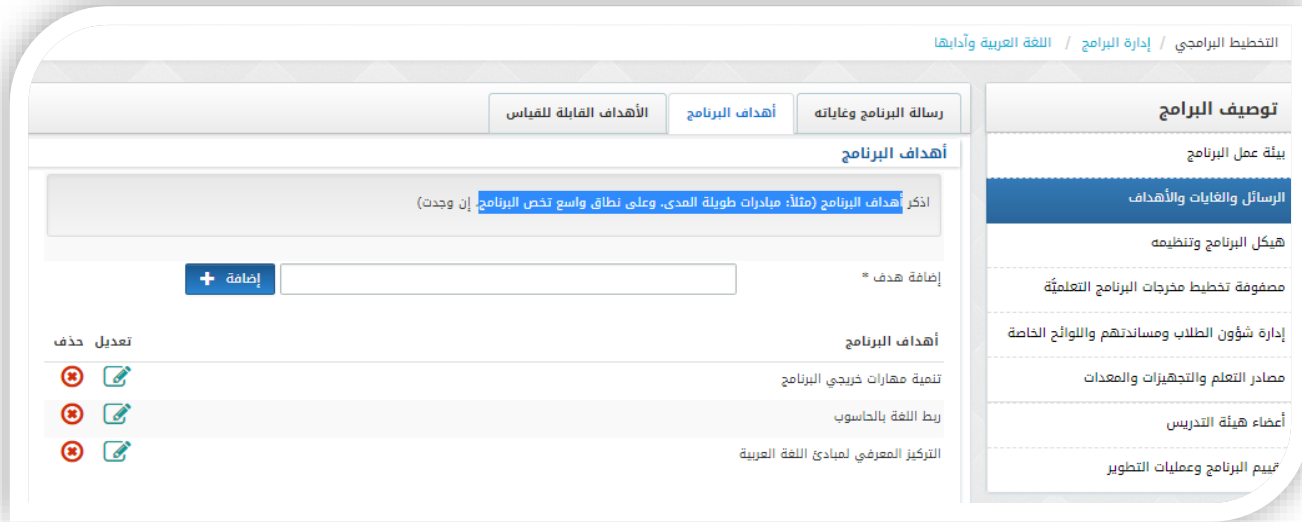 التخطيط البرامجي / إدارة البرامج / اللغة العربية وآدابها
توصيف البرامج
بيئة عمل البرنامج
الرسائل والغايات والأهداف
هيكل البرنامج وتنظيمه
مصفوفة تخطيط مخرجات البرنامج التعلميَّة
إدارة شؤون الطلاب ومساندتهم واللوائح الخاصة
مصادر التعلم والتجهيزات والمعدات
أعضاء هيئة التدريس
تقييم البرنامج وعمليات التطوير
رسالة البرنامج وغاياته
أهداف البرنامج
الأهداف القابلة للقياس
أهداف البرنامج
اذكر أهداف البرنامج (مثلاً: مبادرات طويلة المدى، وعلى نطاق واسع تخص البرنامج، إن وجدت)
إضافة هدف *
إضافة +
أهداف البرنامج تعديل حذف
تنمية مهارات خريجي البرنامج
ربط اللغة بالحاسوب
التركيز المعرفي لمبادئ اللغة العربية